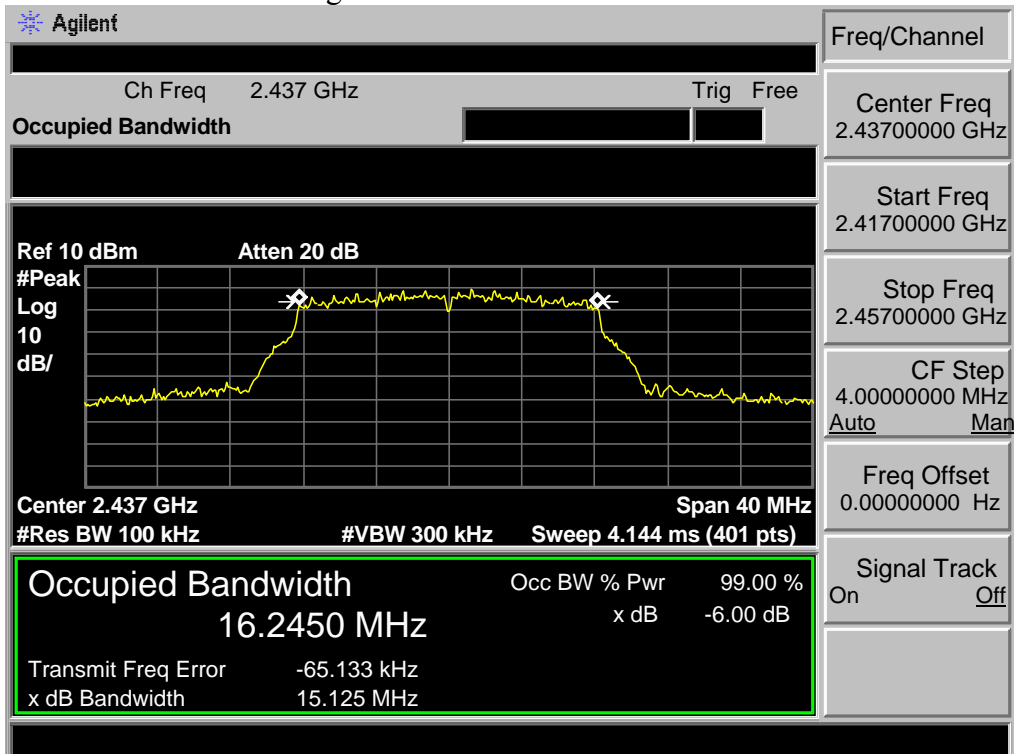 Agilent
Freq/Channel
Ch Freq 2.437 GHz Trig Free
Occupied Bandwidth
Center Freq
2.43700000 GHz
Start Freq
2.41700000 GHz
Ref 10 dBm Atten 20 dB
#Peak
Log
10
dB/
Stop Freq
2.45700000 GHz
CF Step
4.00000000 MHz
Auto Man
Freq Offset
0.00000000 Hz
Center 2.437 GHz Span 40 MHz
#Res BW 100 kHz #VBW 300 kHz Sweep 4.144 ms (401 pts)
Signal Track
On Off
Occupied Bandwidth Occ BW % Pwr 99.00 %
16.2450 MHz x dB -6.00 dB
Transmit Freq Error -65.133 kHz
x dB Bandwidth 15.125 MHz